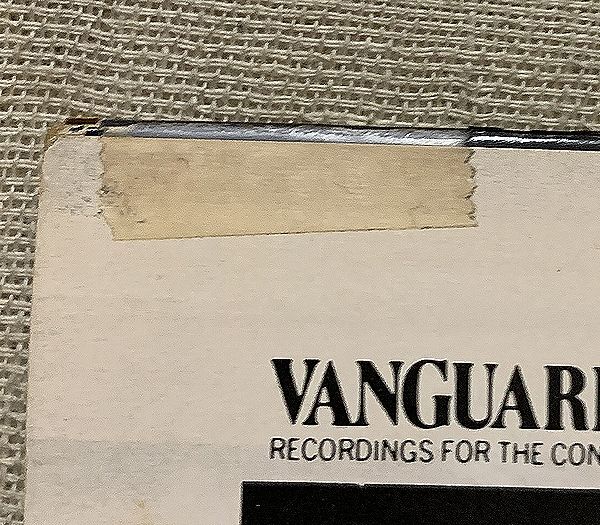 VANGUAR
RECORDINGS FOR THE CON